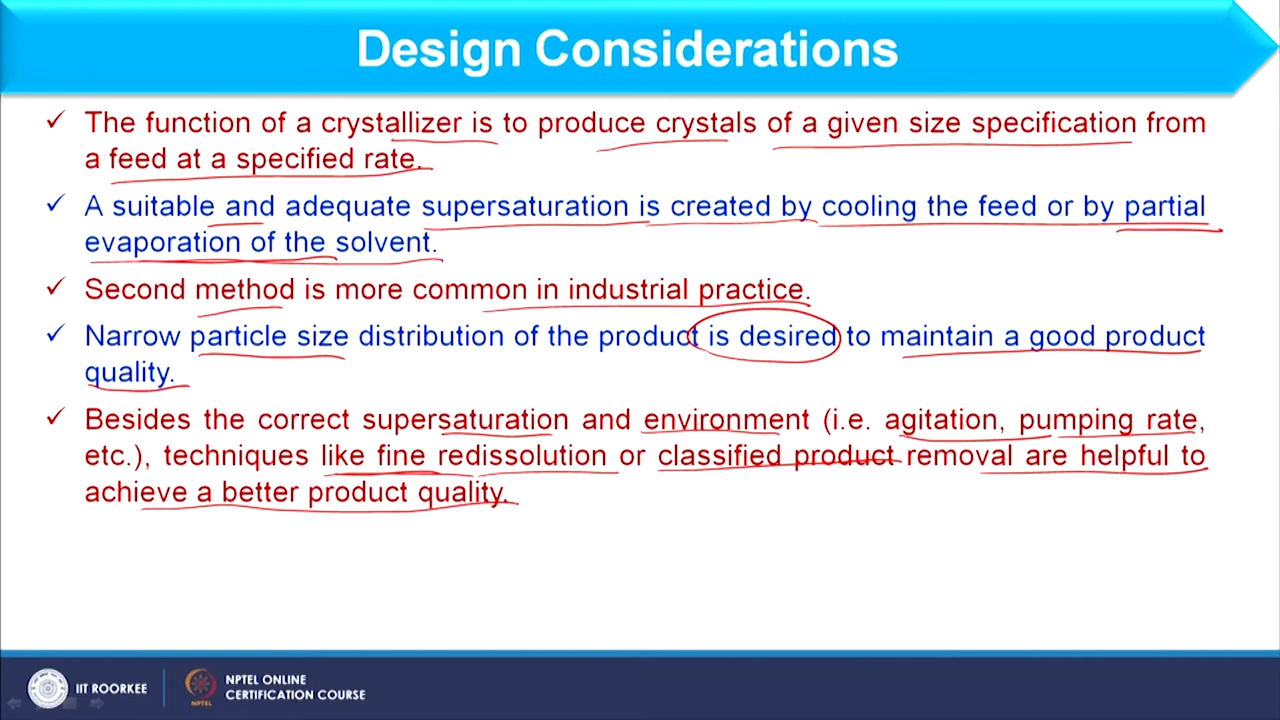 Design Considerations
✓ The function of a crystallizer is to produce crystals of a given size specification from
a feed at a specified rate.
✓ A suitable and adequate supersaturation is created by cooling the feed or by partial
evaporation of the solvent.
✓ Second method is more common in industrial practice.
✓ Narrow particle size distribution of the product is desired to maintain a good product
quality.
✓ Besides the correct supersaturation and environment (i.e. agitation, pumping rate,
etc.), techniques like fine redissolution or classified product removal are helpful to
achieve a better product quality.
IIT ROORKEE
NPTEL
NPTEL ONLINE
CERTIFICATION COURSE